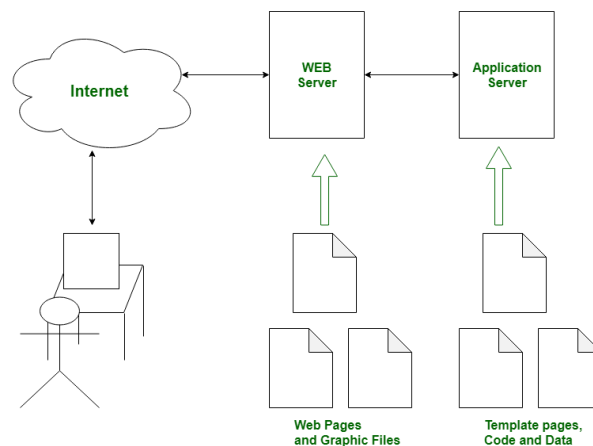 Internet
WEB
Server
Application
Server
Web Pages
and Graphic Files
Template pages,
Code and Data